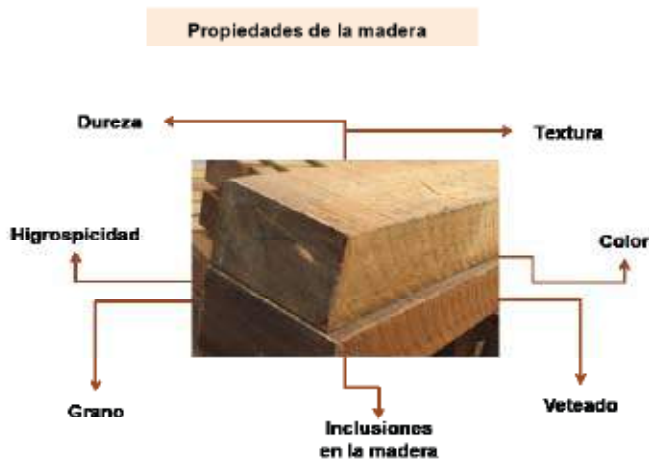 Propiedades de la madera
Dureza
Textura
Higrospicidad
Color
Grano
Veteado
Inclusiones
en la madera